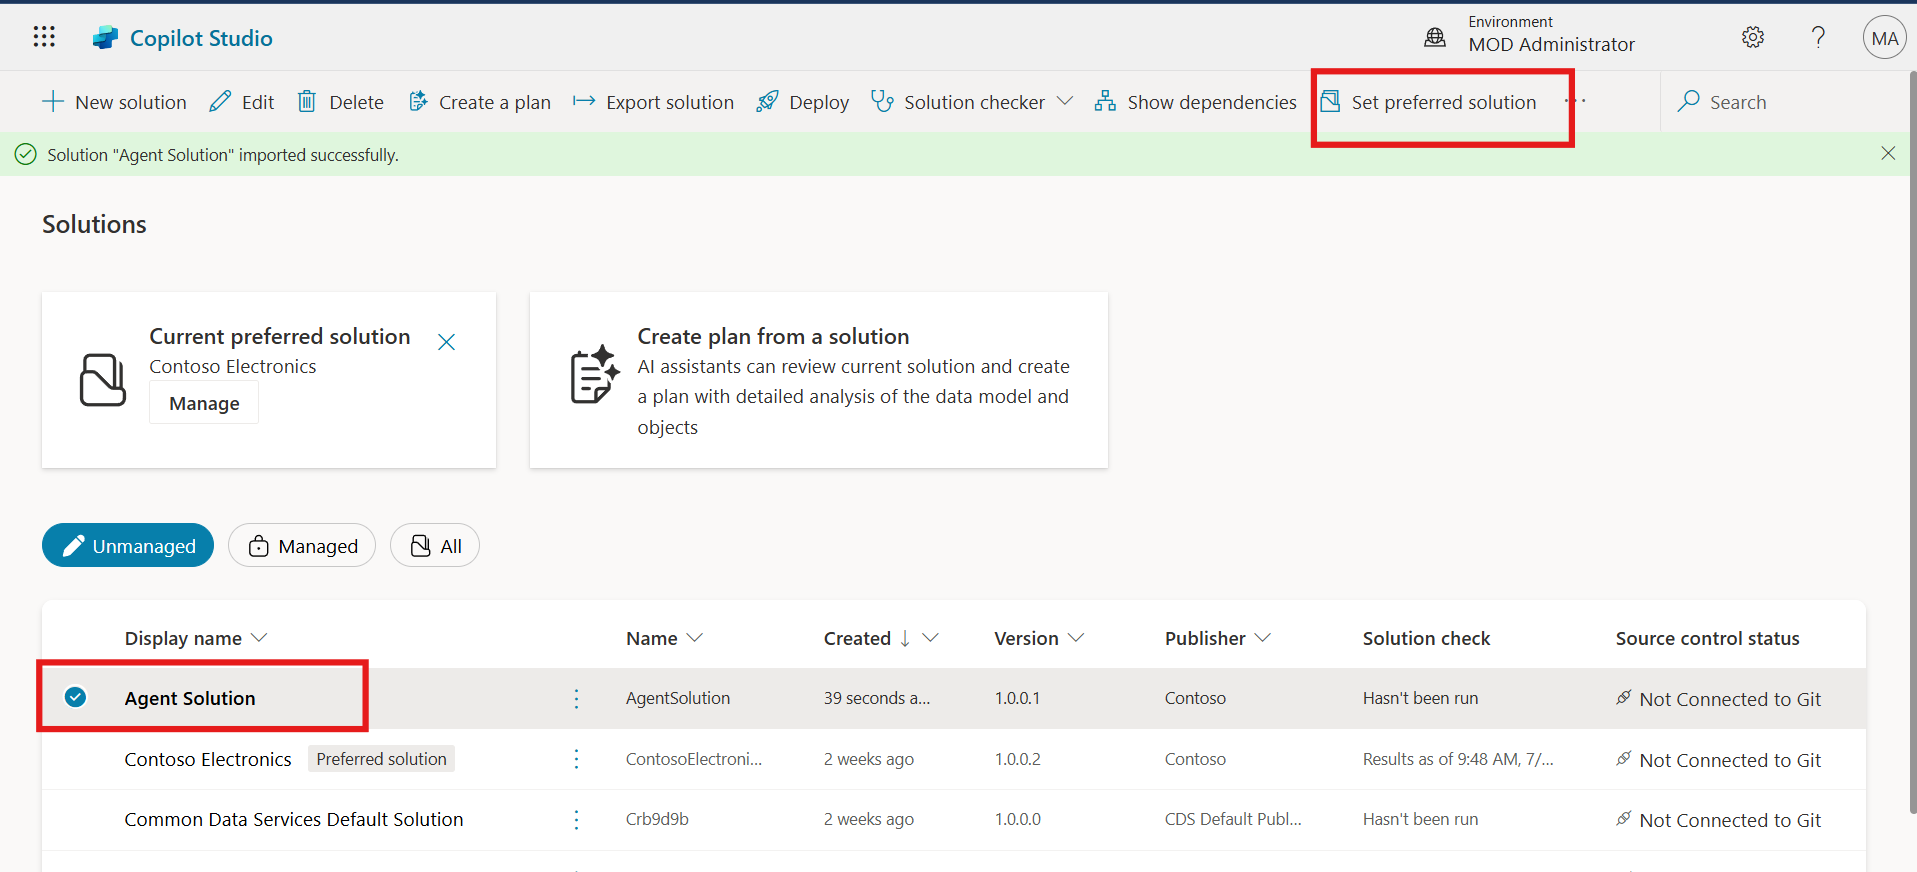 Copilot Studio
Environment
MOD Administrator
MA
New solution
Edit
Delete
Create a plan
Export solution
Deploy
Solution checker
Show dependencies
Set preferred solution
Search
Solution "Agent Solution" imported successfully.
Solutions
Current preferred solution
Contoso Electronics
Manage
Create plan from a solution
AI assistants can review current solution and create
a plan with detailed analysis of the data model and
objects
Unmanaged
Managed
All
Display name Name Created Version Publisher Solution check Source control status
Agent Solution AgentSolution 39 seconds a... 1.0.0.1 Contoso Hasn't been run Not Connected to Git
Contoso Electronics Preferred solution ContosoElectroni... 2 weeks ago 1.0.0.2 Contoso Results as of 9:48 AM, 7/... Not Connected to Git
Common Data Services Default Solution Crb9d9b 2 weeks ago 1.0.0.0 CDS Default Publ... Hasn't been run Not Connected to Git